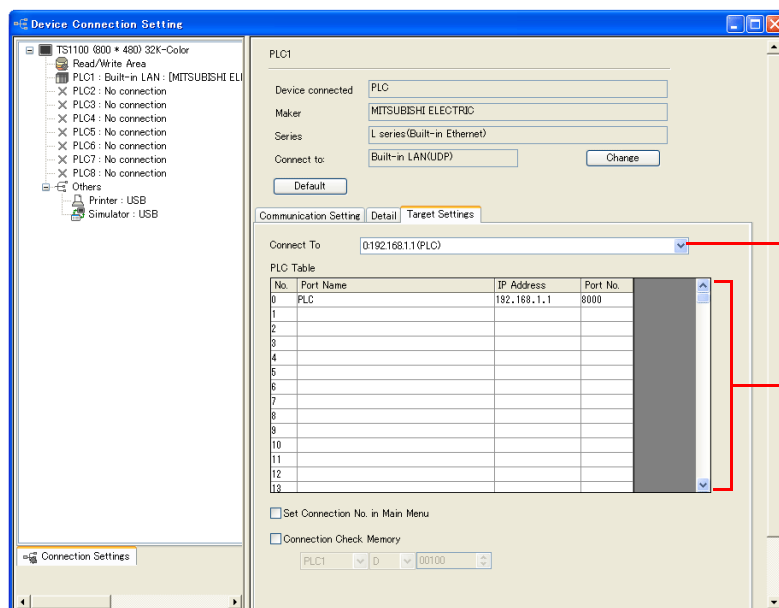 Device Connection Setting
TS1100 (800 * 480) 32K-Color
Read/Write Area
PLC1 : Built-in LAN : [MITSUBISHI ELI
PLC2 : No connection
PLC3 : No connection
PLC4 : No connection
PLC5 : No connection
PLC6 : No connection
PLC7 : No connection
PLC8 : No connection
Others
Printer : USB
Simulator : USB
Connection Settings
PLC1
Device connected PLC
Maker MITSUBISHI ELECTRIC
Series L series(Built-in Ethernet)
Connect to: Built-in LAN(UDP) Change
Default
Communication Setting Detail Target Settings
Connect To 0:192.168.1.1(PLC)
PLC Table
No. Port Name IP Address Port No.
0 PLC 192.168.1.1 8000
1
2
3
4
5
6
7
8
9
10
11
12
13
Set Connection No. in Main Menu
Connection Check Memory
PLC1 D 00100